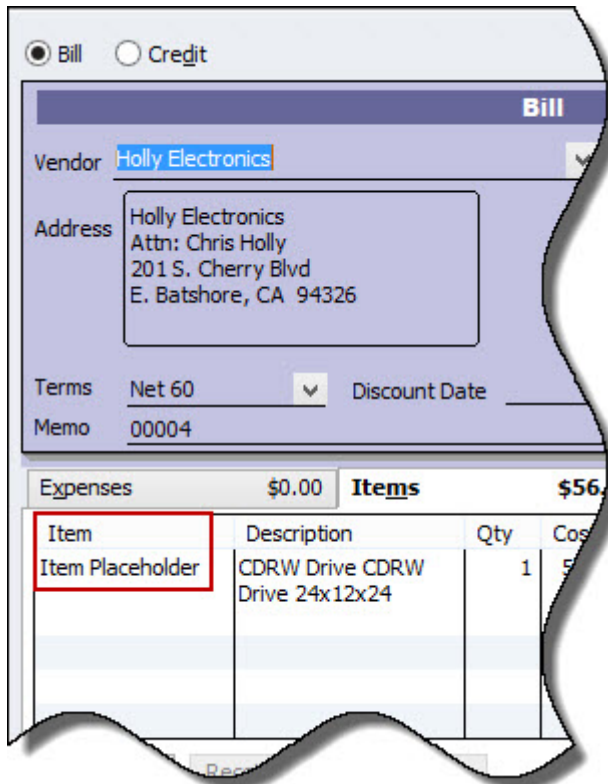 Bill Credit
Bill
Vendor Holly Electronics
Address
Holly Electronics
Attn: Chris Holly
201 S. Cherry Blvd
E. Batshore, CA 94326
Terms Net 60 Discount Date
Memo 00004
Expenses $0.00 Items $56.
Item Description Qty
Item Placeholder CDRW Drive CDRW 1
Drive 24x12x24